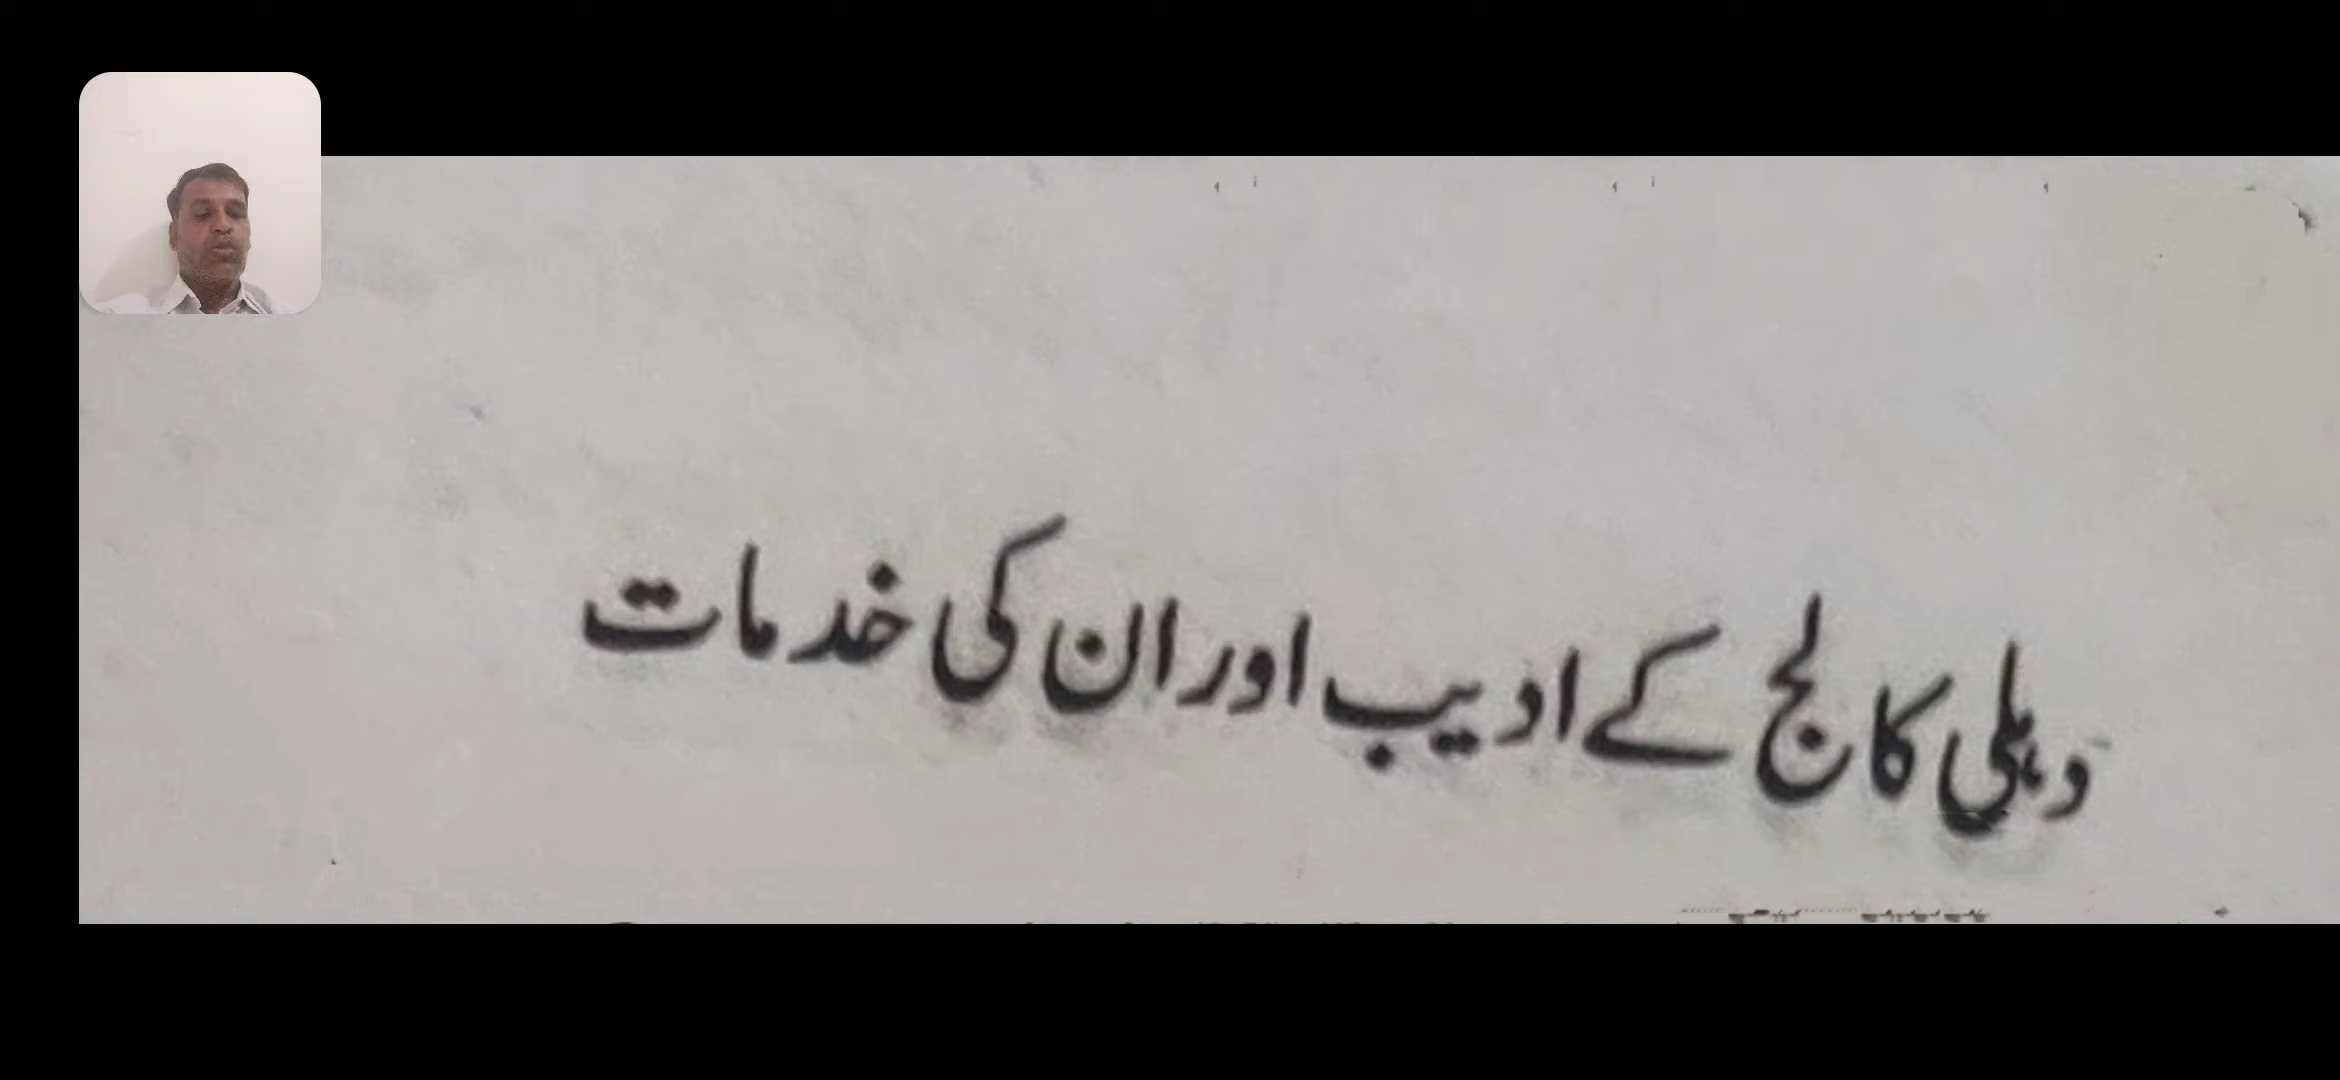 دہلی کالج کے ادیب اور ان کی خدمات